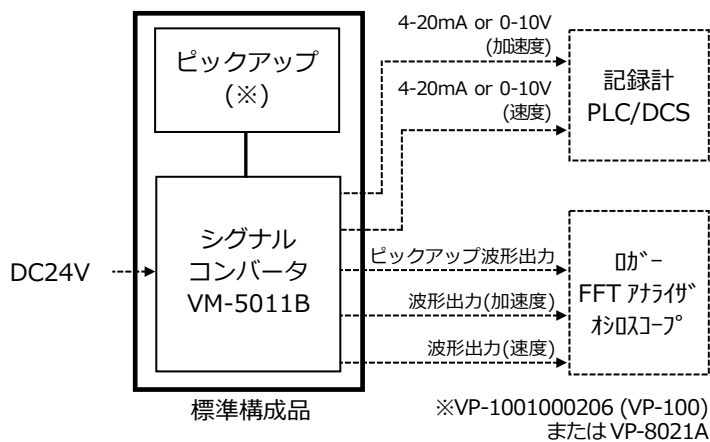 ピックアップ
(※)
シグナル
コンバータ
VM-5011B
DC24V
標準構成品
4-20mA or 0-10V
(加速度)
4-20mA or 0-10V
(速度)
ピックアップ波形出力
波形出力(加速度)
波形出力(速度)
記録計
PLC/DCS
ﾛｶﾞｰ
FFT ｱﾅﾗｲｻﾞ
ｵｼﾛｽｺｰﾌﾟ
※VP-1001000206 (VP-100)
またはVP-8021A